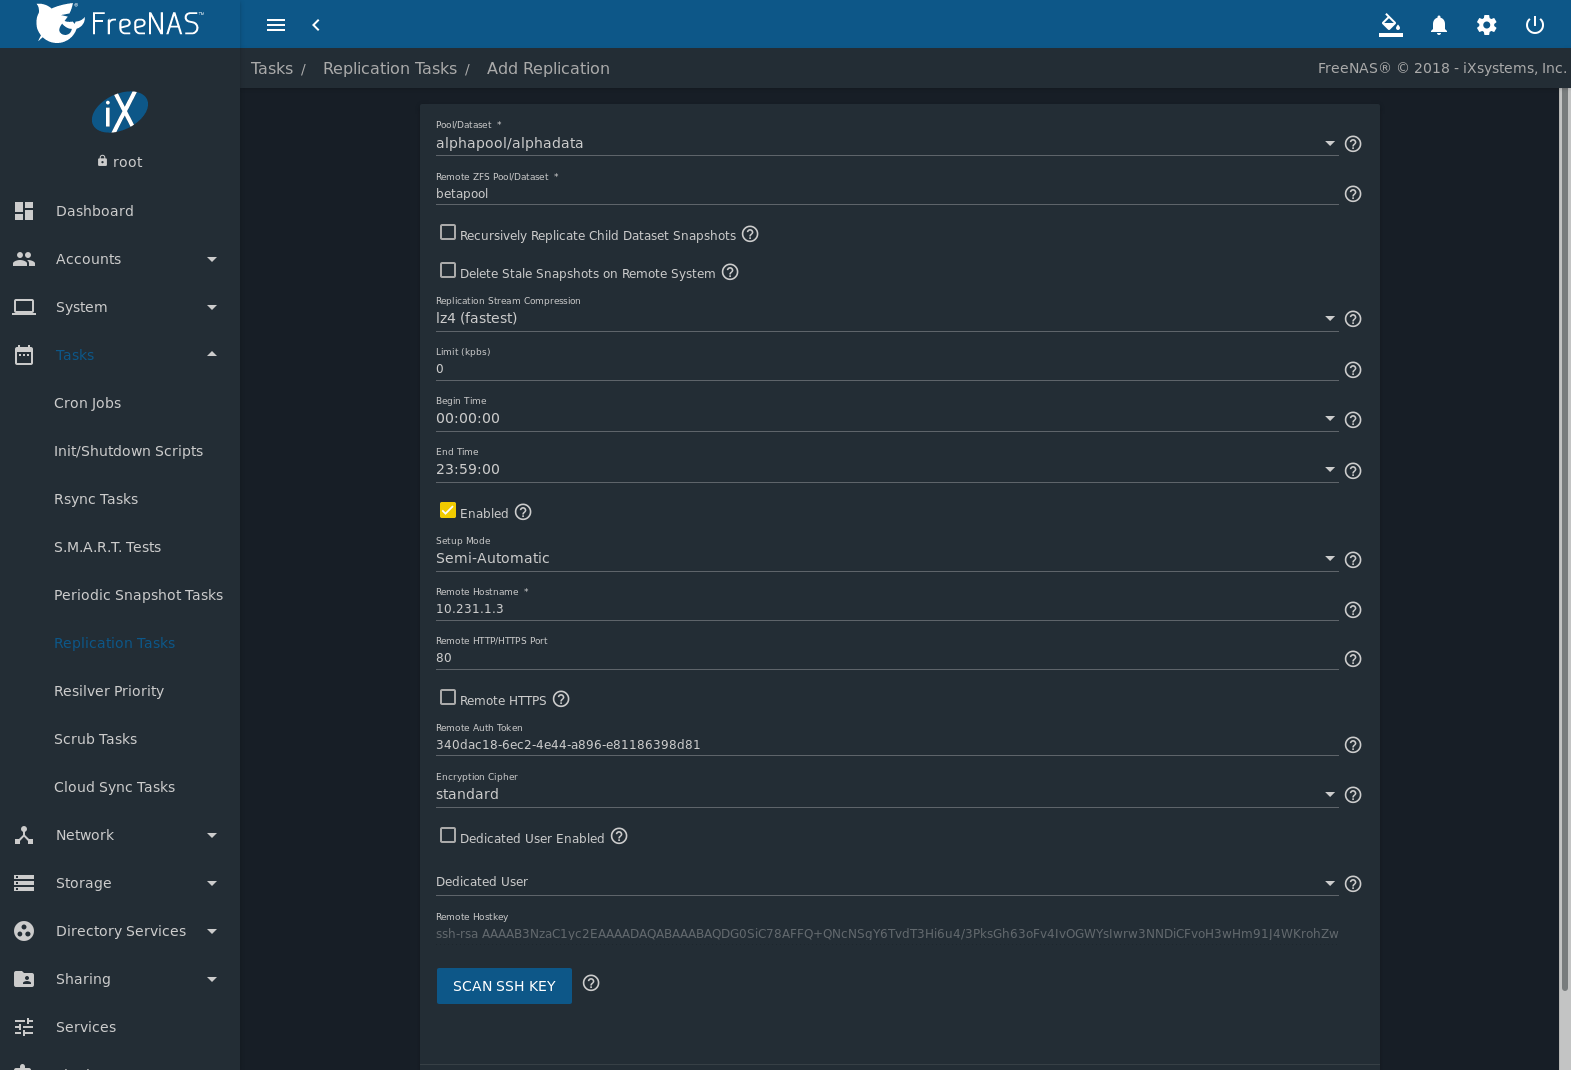 FreeNAS™
Tasks / Replication Tasks / Add Replication
FreeNAS® © 2018 - iXsystems, Inc.
iX
root
Dashboard
Accounts
System
Tasks
Cron Jobs
Init/Shutdown Scripts
Rsync Tasks
S.M.A.R.T. Tests
Periodic Snapshot Tasks
Replication Tasks
Resilver Priority
Scrub Tasks
Cloud Sync Tasks
Network
Storage
Directory Services
Sharing
Services
Pool/Dataset *
alphapool/alphadata
Remote ZFS Pool/Dataset *
betapool
Recursively Replicate Child Dataset Snapshots
Delete Stale Snapshots on Remote System
Replication Stream Compression
lz4 (fastest)
Limit (kpbs)
0
Begin Time
00:00:00
End Time
23:59:00
Enabled
Setup Mode
Semi-Automatic
Remote Hostname *
10.231.1.3
Remote HTTP/HTTPS Port
80
Remote HTTPS
Remote Auth Token
340dac18-6ec2-4e44-a896-e81186398d81
Encryption Cipher
standard
Dedicated User Enabled
Dedicated User
Remote Hostkey
ssh-rsa AAAAB3NzaC1yc2EAAAADAQABAAABAQDG0SiC78AFFQ+QNcNSqY6TvdT3Hi6u4/3PksGh63oFv4IvOGWYsIwrw3NNDiCFvoH3wHm91J4WKrohZw
SCAN SSH KEY